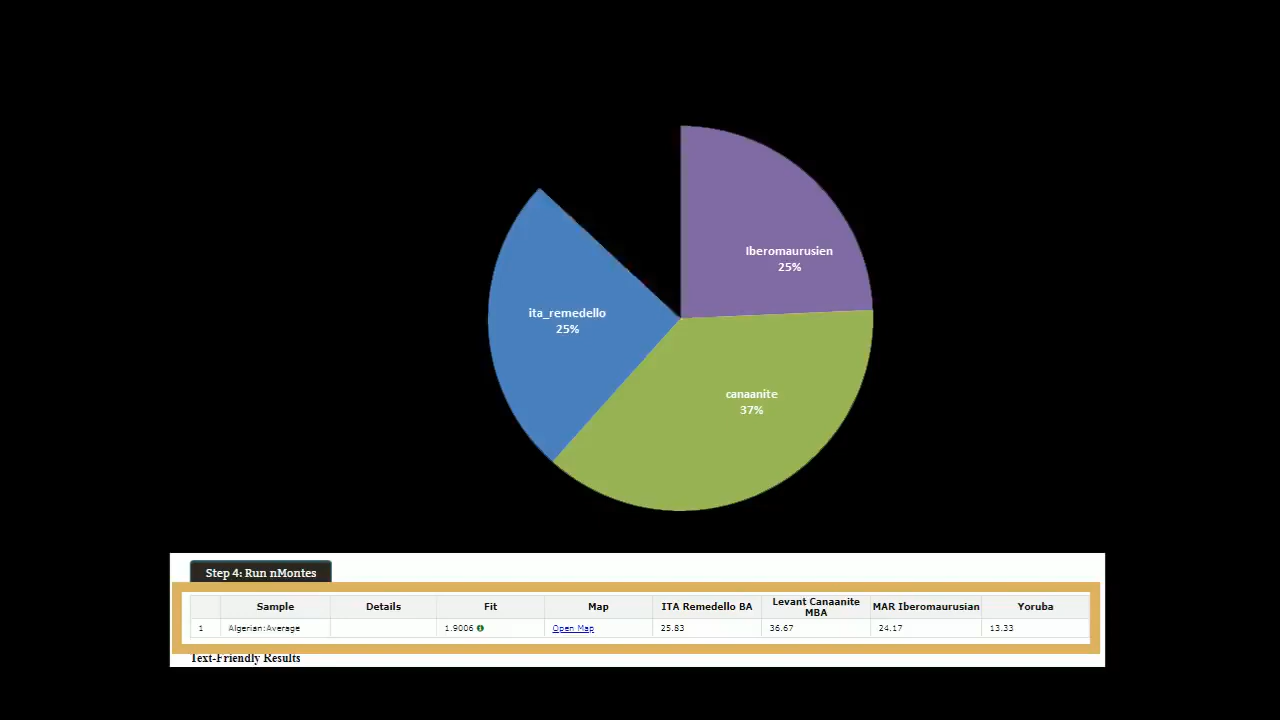 Iberomaurusien
25%
ita_remedello
25%
canaanite
37%
Step 4: Run nMontes
Sample Details Fit Map ITA Remedello BA Levant Canaanite MBA MAR Iberomaurusian Yoruba
1 Algerian:Average 1.9006 Open Map 25.83 36.67 24.17 13.33
Text-Friendly Results